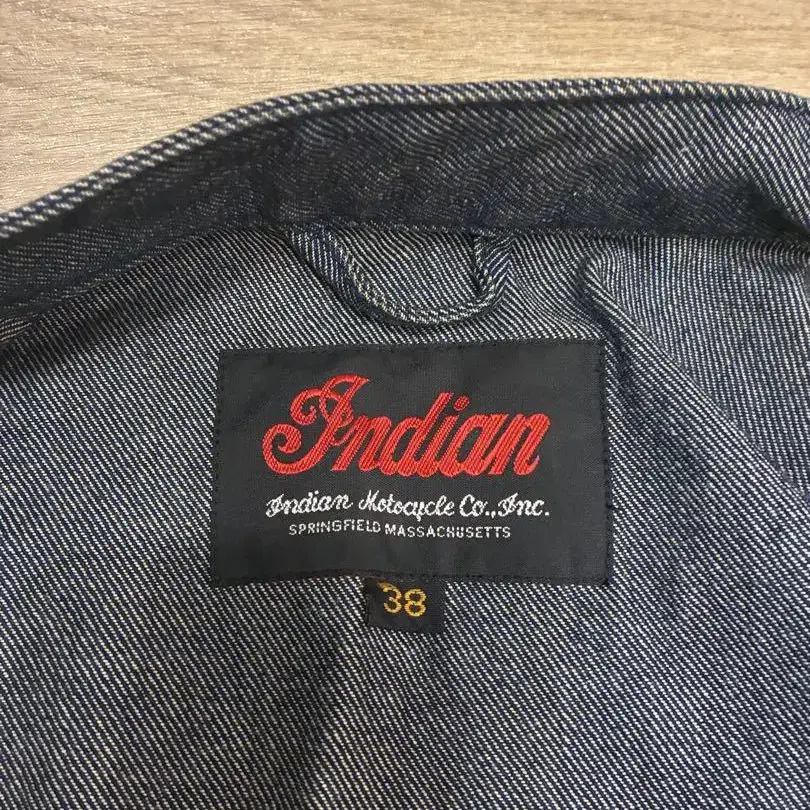 Indian
Indian Motocycle Co., Inc.
SPRINGFIELD MASSACHUSETTS
38